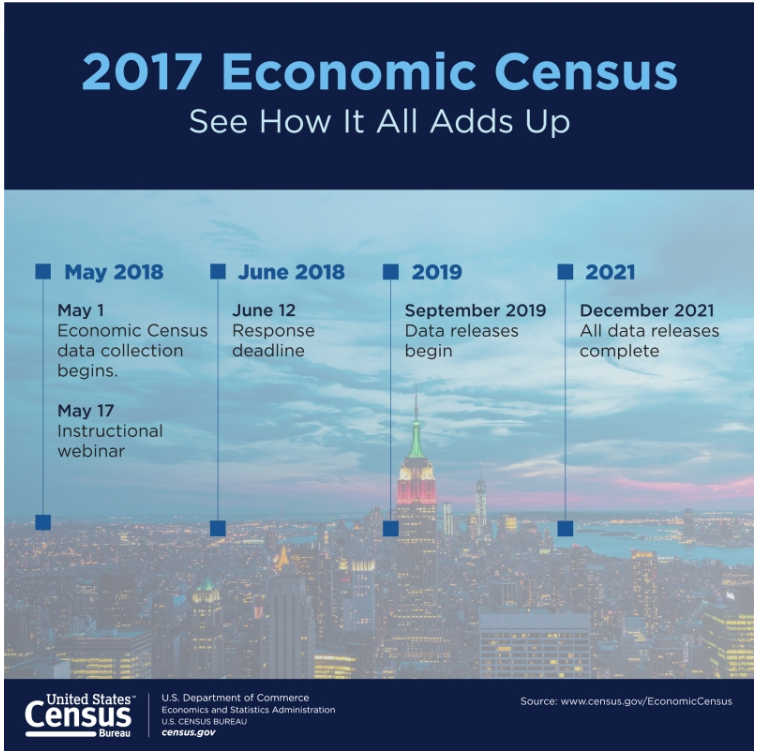 2017 Economic Census
See How It All Adds Up
May 2018
May 1
Economic Census
data collection
begins.
May 17
Instructional
webinar
June 2018
June 12
Response
deadline
2019
September 2019
Data releases
begin
2021
December 2021
All data releases
complete
United States™
Census
Bureau
U.S. Department of Commerce
Economics and Statistics Administration
U.S. CENSUS BUREAU
census.gov
Source: www.census.gov/EconomicCensus